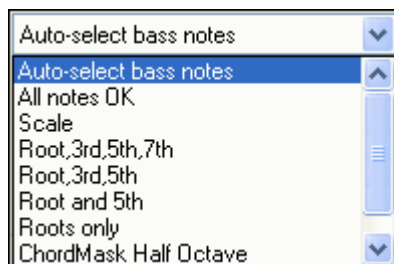 Auto-select bass notes
Auto-select bass notes
All notes OK
Scale
Root,3rd,5th,7th
Root,3rd,5th
Root and 5th
Roots only
ChordMask Half Octave